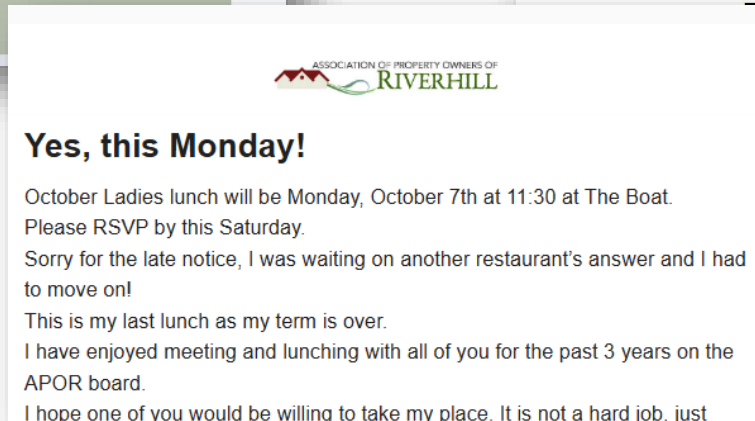 ASSOCIATION OF PROPERTY OWNERS OF
RIVERHILL
Yes, this Monday!
October Ladies lunch will be Monday, October 7th at 11:30 at The Boat.
Please RSVP by this Saturday.
Sorry for the late notice, I was waiting on another restaurant’s answer and I had
to move on!
This is my last lunch as my term is over.
I have enjoyed meeting and lunching with all of you for the past 3 years on the
APOR board.
I hope one of you would be willing to take my place. It is not a hard job, just